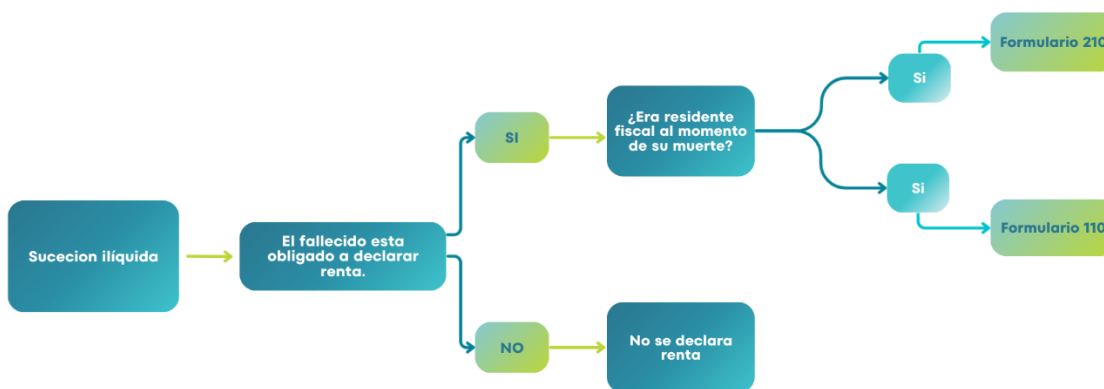 Sucecion ilíquida
El fallecido esta
obligado a declarar
renta.
SI
¿Era residente
fiscal al momento
de su muerte?
Si
Formulario 210
Si
Formulario 110
NO
No se declara
renta